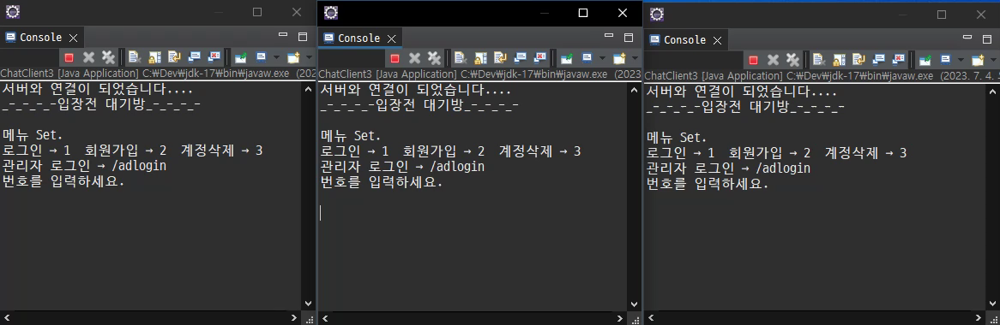 Console
ChatClient3 [Java Application] C:₩Dev₩jdk-17₩bin₩javaw.exe (202
서버와 연결이 되었습니다....
_-_-_-_-입장전 대기방_-_-_-_-
메뉴 Set.
로그인 → 1 회원가입 → 2 계정삭제 → 3
관리자 로그인 → /adlogin
번호를 입력하세요.
Console
ChatClient3 [Java Application] C:₩Dev₩jdk-17₩bin₩javaw.exe (2023
서버와 연결이 되었습니다....
_-_-_-_-입장전 대기방_-_-_-_-
메뉴 Set.
로그인 → 1 회원가입 → 2 계정삭제 → 3
관리자 로그인 → /adlogin
번호를 입력하세요.
Console
ChatClient3 [Java Application] C:₩Dev₩jdk-17₩bin₩javaw.exe (2023. 7. 4.
서버와 연결이 되었습니다....
_-_-_-_-입장전 대기방_-_-_-_-
메뉴 Set.
로그인 → 1 회원가입 → 2 계정삭제 → 3
관리자 로그인 → /adlogin
번호를 입력하세요.